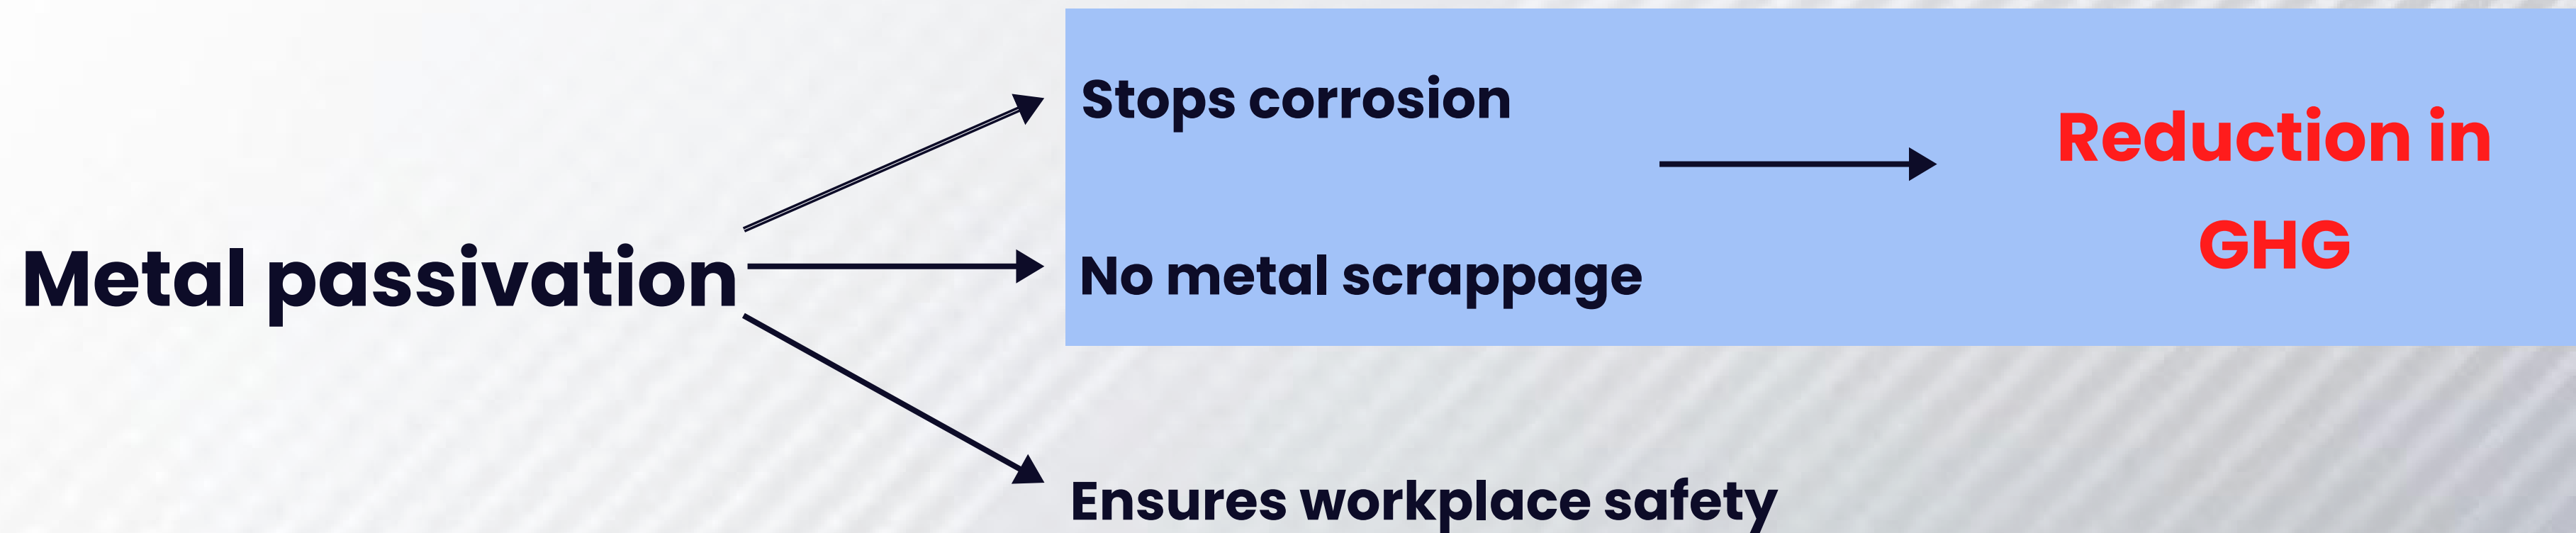 Stops corrosion
Reduction in
GHG
Metal passivation
No metal scrappage
Ensures workplace safety